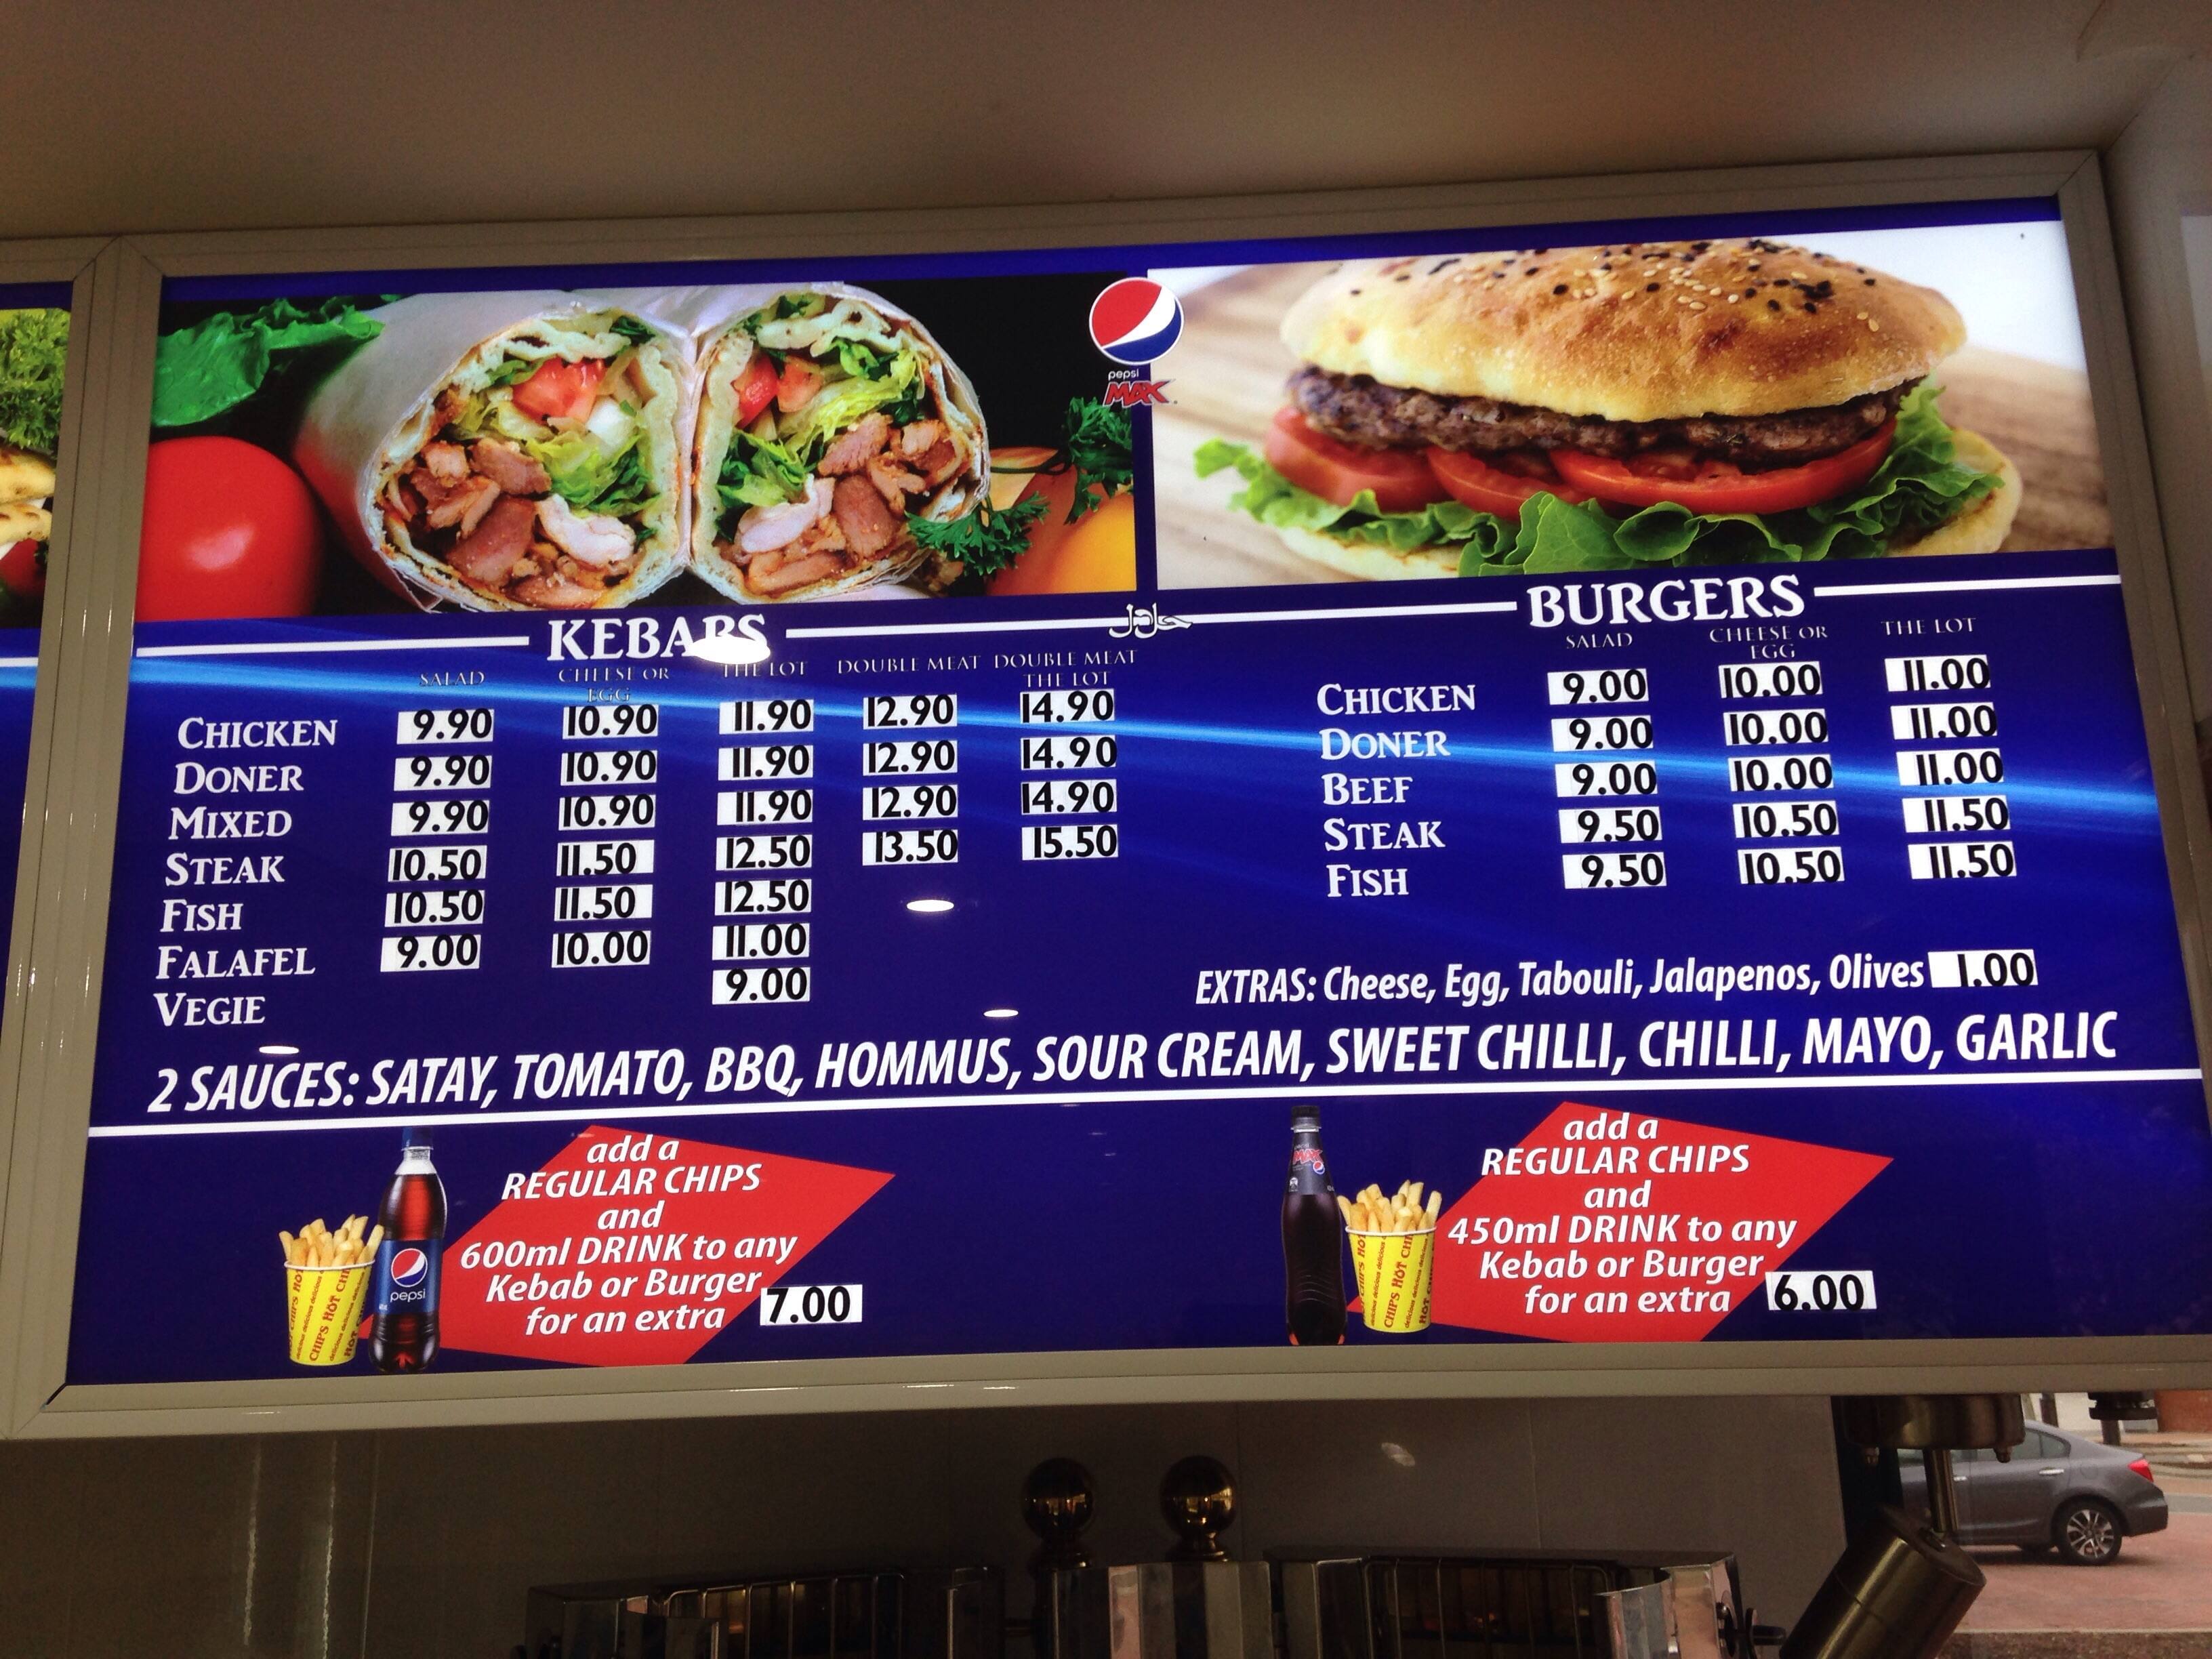 pepsi
MAX
KEBABS
حلال
BURGERS
SALAD CHEESE OR EGG THE LOT DOUBLE MEAT DOUBLE MEAT THE LOT
CHICKEN 9.90 10.90 11.90 12.90 14.90
DONER 9.90 10.90 11.90 12.90 14.90
MIXED 9.90 10.90 11.90 12.90 14.90
STEAK 10.50 11.50 12.50 13.50 15.50
FISH 10.50 11.50 12.50
FALAFEL 9.00 10.00 11.00
VEGIE 9.00
SALAD CHEESE OR EGG THE LOT
CHICKEN 9.00 10.00 11.00
DONER 9.00 10.00 11.00
BEEF 9.00 10.00 11.00
STEAK 9.50 10.50 11.50
FISH 9.50 10.50 11.50
EXTRAS: Cheese, Egg, Tabouli, Jalapenos, Olives 1.00
2 SAUCES: SATAY, TOMATO, BBQ, HOMMUS, SOUR CREAM, SWEET CHILLI, CHILLI, MAYO, GARLIC
add a
REGULAR CHIPS
and
600ml DRINK to any
Kebab or Burger
for an extra 7.00
pepsi
CHIPS HOT CHI
add a
REGULAR CHIPS
and
450ml DRINK to any
Kebab or Burger
for an extra 6.00
MAX
CHIPS HOT CHI